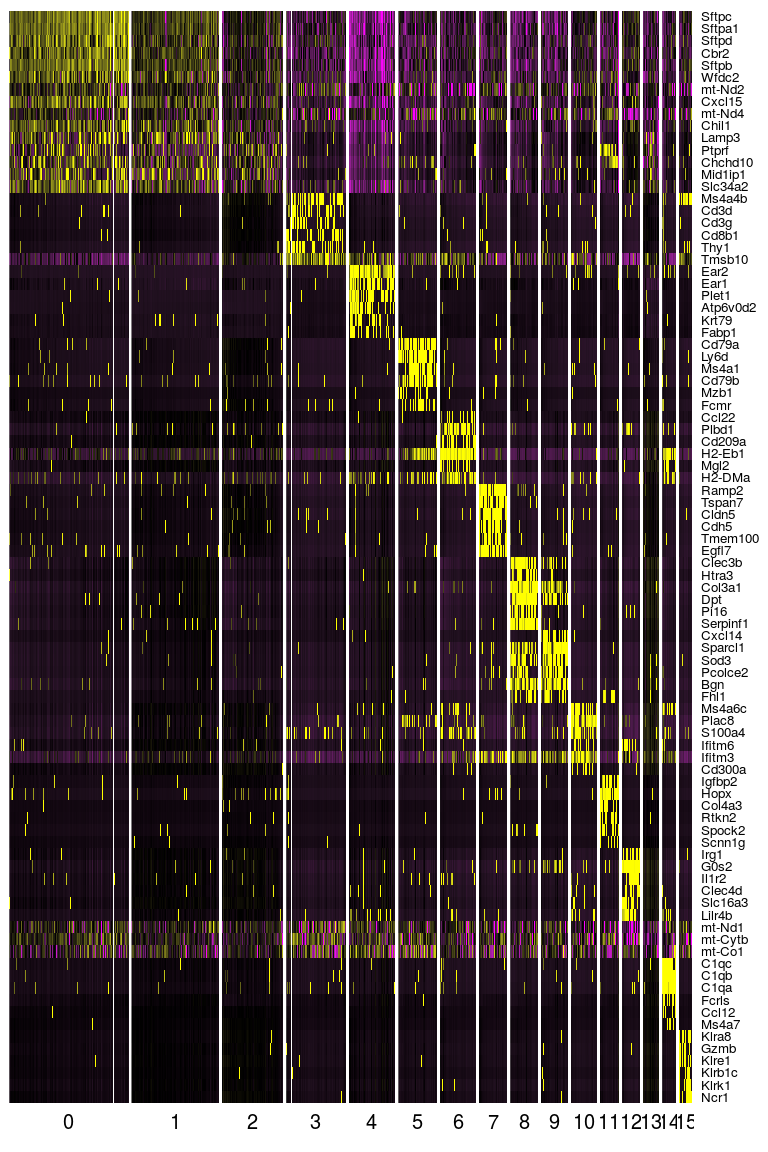 Sftpc
Sftpa1
Sftpd
Cbr2
Sftpb
Wfdc2
mt-Nd2
Cxcl15
mt-Nd4
Chil1
Lamp3
Ptprf
Chchd10
Mid1ip1
Slc34a2
Ms4a4b
Cd3d
Cd3g
Cd8b1
Thy1
Tmsb10
Ear2
Ear1
Plet1
Atp6v0d2
Krt79
Fabp1
Cd79a
Ly6d
Ms4a1
Cd79b
Mzb1
Fcmr
Ccl22
Plbd1
Cd209a
H2-Eb1
Mgl2
H2-DMa
Ramp2
Tspan7
Cldn5
Cdh5
Tmem100
Egfl7
Clec3b
Htra3
Col3a1
Dpt
Pi16
Serpinf1
Cxcl14
Sparcl1
Sod3
Pcolce2
Bgn
Fhl1
Ms4a6c
Plac8
S100a4
Ifitm6
Ifitm3
Cd300a
Igfbp2
Hopx
Col4a3
Rtkn2
Spock2
Scnn1g
Irg1
G0s2
Il1r2
Clec4d
Slc16a3
Lilr4b
mt-Nd1
mt-Cytb
mt-Co1
C1qc
C1qb
C1qa
Fcrls
Ccl12
Ms4a7
Klra8
Gzmb
Klre1
Klrb1c
Klrk1
Ncr1
0 1 2 3 4 5 6 7 8 9 10 11 12 13 14 15